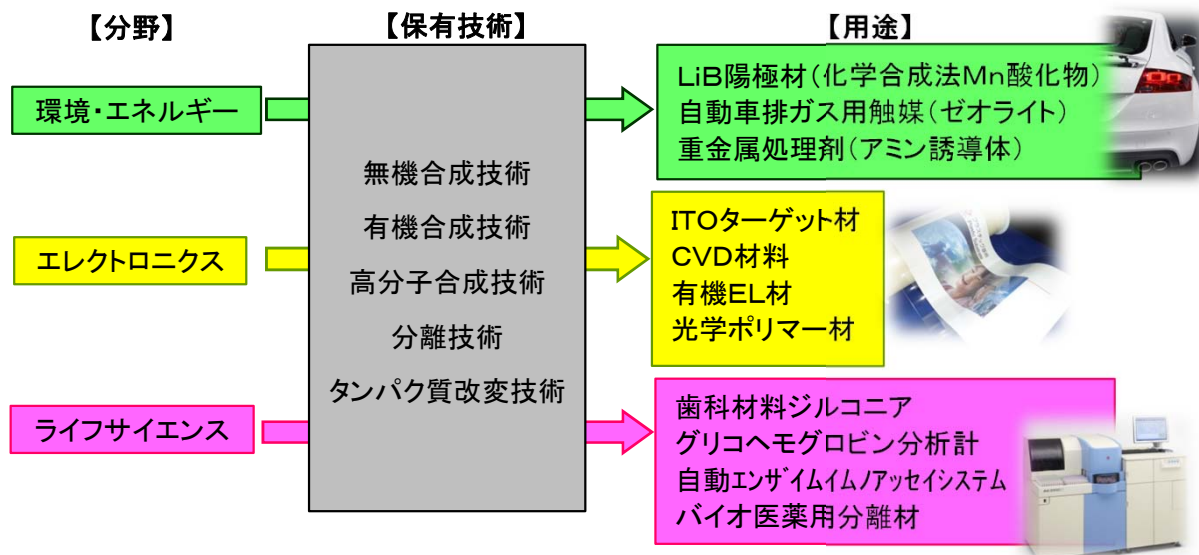 【分野】
【保有技術】
【用途】
環境・エネルギー
無機合成技術
有機合成技術
高分子合成技術
分離技術
タンパク質改変技術
LiB陽極材(化学合成法Mn酸化物)
自動車排ガス用触媒(ゼオライト)
重金属処理剤(アミン誘導体)
エレクトロニクス
ITOターゲット材
CVD材料
有機EL材
光学ポリマー材
ライフサイエンス
歯科材料ジルコニア
グリコヘモグロビン分析計
自動エンザイムイムノアッセイシステム
バイオ医薬用分離材